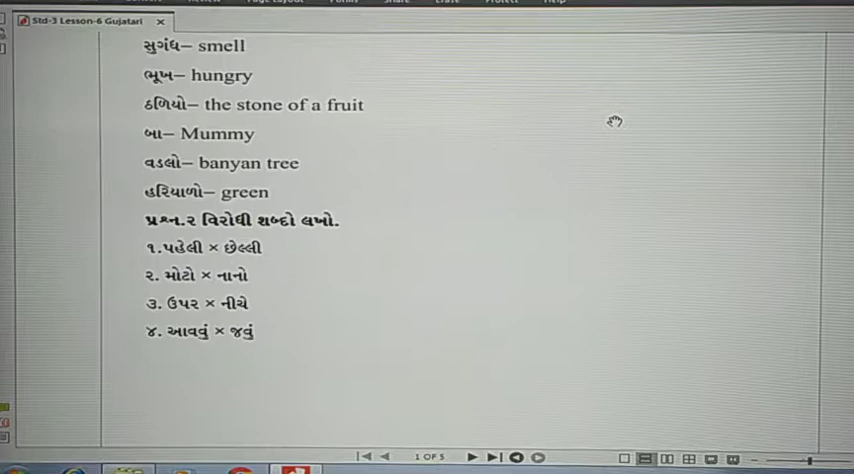 Std-3 Lesson-6 Gujatari
સુગંધ– smell
ભૂખ– hungry
ઠળિયો– the stone of a fruit
બા– Mummy
વડલો– banyan tree
હરિયાળો– green
પ્રશ્ન.૨ વિરોધી શબ્દો લખો.
૧.પહેલી × છેલ્લી
૨. મોટો × નાનો
૩. ઉપર × નીચે
૪. આવવું × જવું
1 OF 5